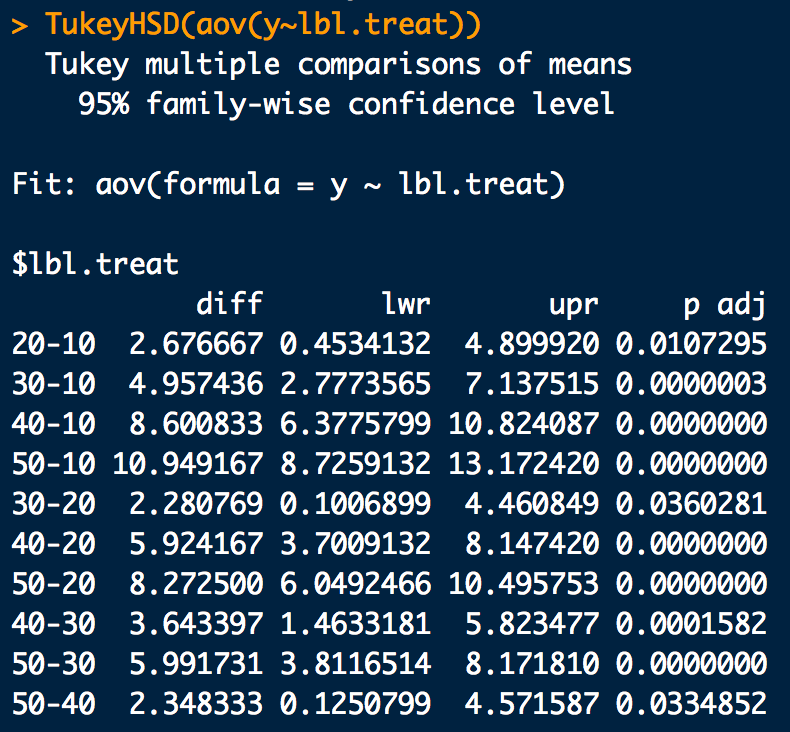 > TukeyHSD(aov(y~lbl.treat))
  Tukey multiple comparisons of means
    95% family-wise confidence level

Fit: aov(formula = y ~ lbl.treat)

$lbl.treat
           diff       lwr       upr     p adj
20-10  2.676667 0.4534132  4.899920 0.0107295
30-10  4.957436 2.7773565  7.137515 0.0000003
40-10  8.600833 6.3775799 10.824087 0.0000000
50-10 10.949167 8.7259132 13.172420 0.0000000
30-20  2.280769 0.1006899  4.460849 0.0360281
40-20  5.924167 3.7009132  8.147420 0.0000000
50-20  8.272500 6.0492466 10.495753 0.0000000
40-30  3.643397 1.4633181  5.823477 0.0001582
50-30  5.991731 3.8116514  8.171810 0.0000000
50-40  2.348333 0.1250799  4.571587 0.0334852